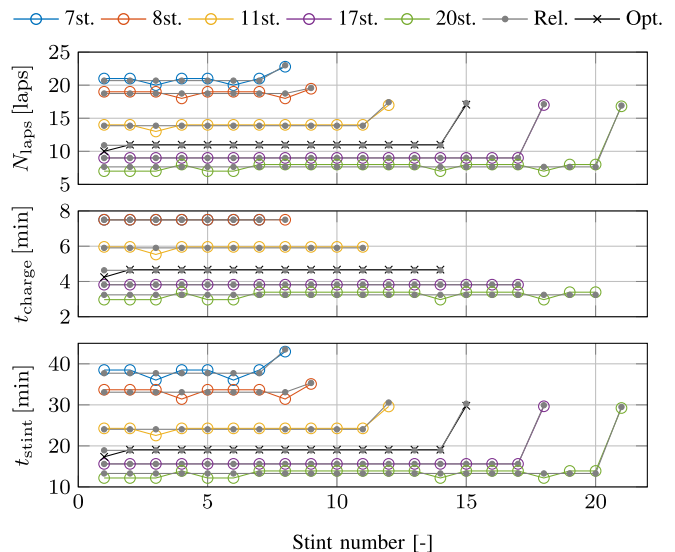 7st. 8st. 11st. 17st. 20st. Rel. Opt.
25
20
15
10
5
N_laps [laps]
8
6
4
2
t_charge [min]
40
30
20
10
t_stint [min]
0 5 10 15 20
Stint number [-]